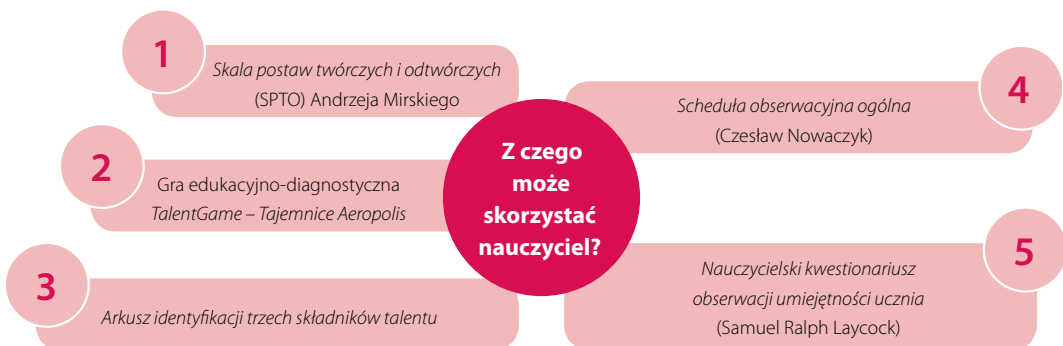 Z czego
może
skorzystać
nauczyciel?
1
Skala postaw twórczych i odtwórczych
(SPTO) Andrzeja Mirskiego
2
Gra edukacyjno-diagnostyczna
TalentGame – Tajemnice Aeropolis
3
Arkusz identyfikacji trzech składników talentu
4
Scheduła obserwacyjna ogólna
(Czesław Nowaczyk)
5
Nauczycielski kwestionariusz
obserwacji umiejętności ucznia
(Samuel Ralph Laycock)